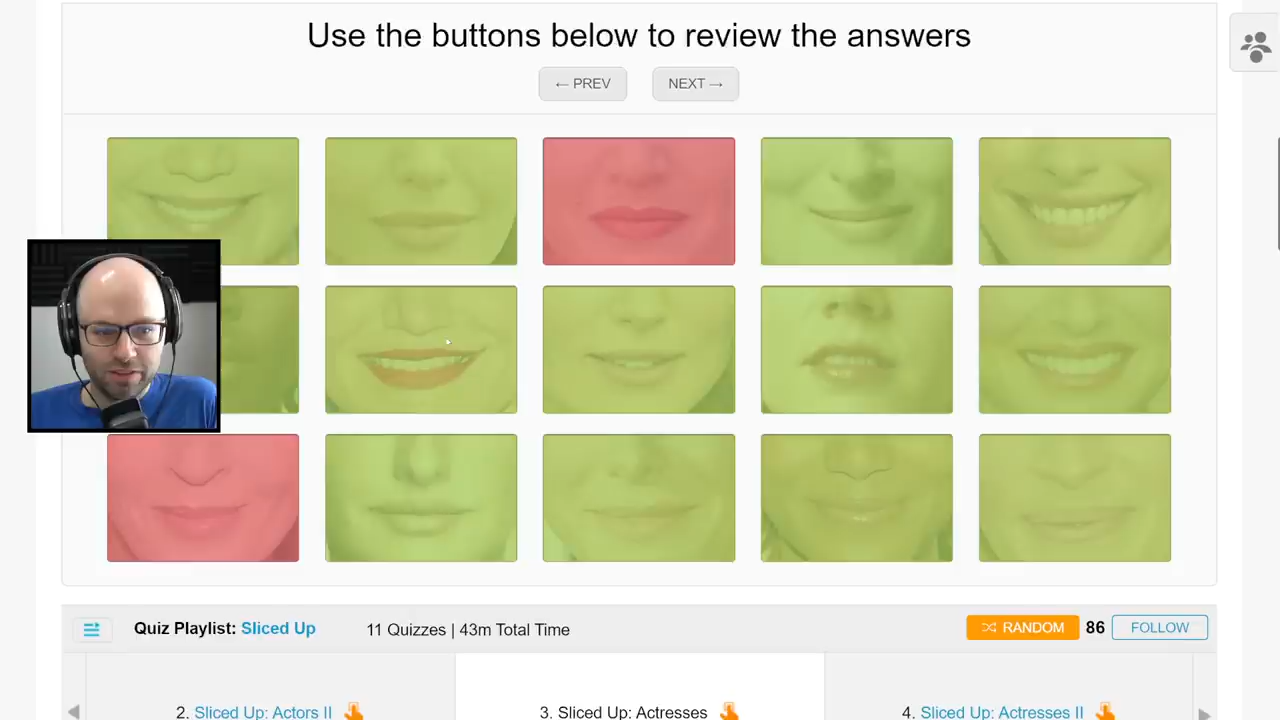 Use the buttons below to review the answers
← PREV
NEXT →
Quiz Playlist: Sliced Up
11 Quizzes | 43m Total Time
RANDOM
86
FOLLOW
2. Sliced Up: Actors II
3. Sliced Up: Actresses
4. Sliced Up: Actresses II